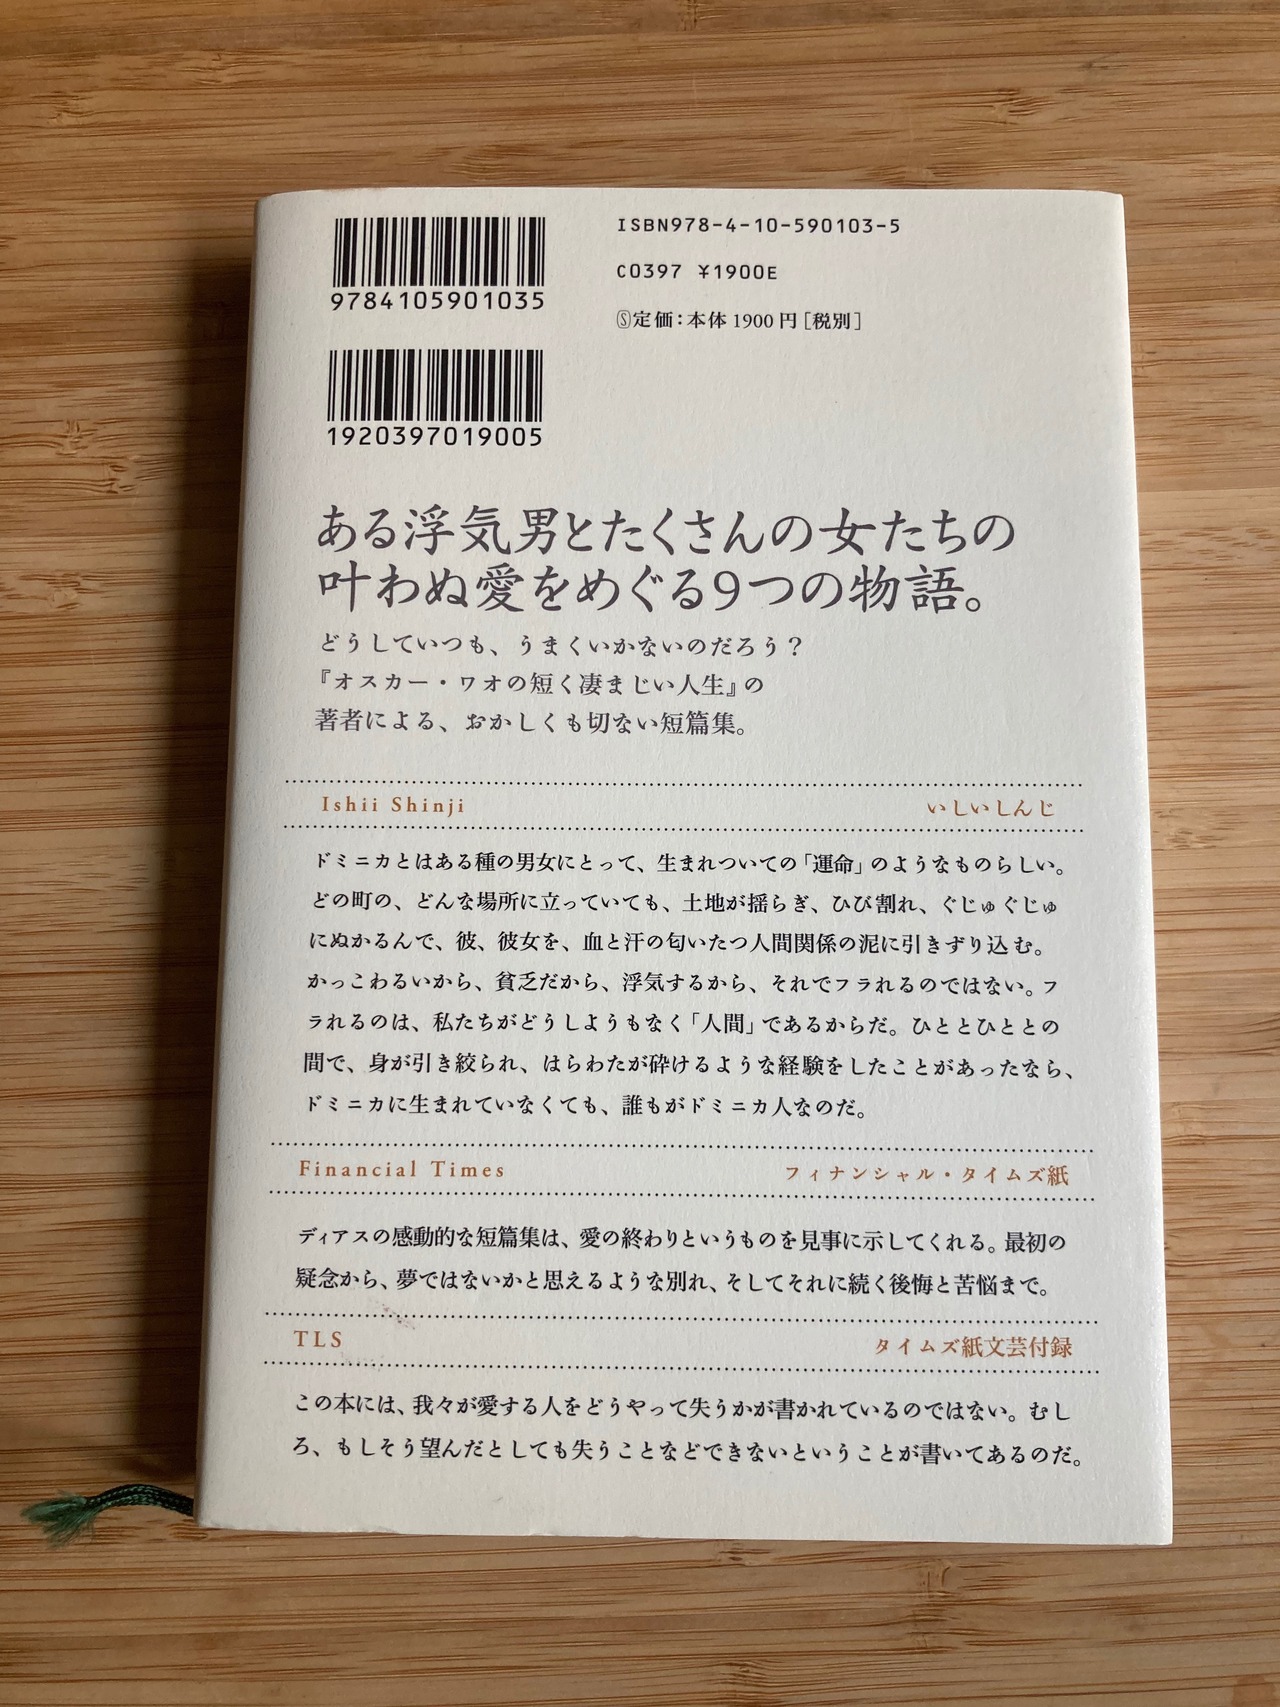 9784105901035
ISBN978-4-10-590103-5
C0397 ¥1900E
Ⓢ定価:本体1900円[税別]
1920397019005
ある浮気男とたくさんの女たちの
叶わぬ愛をめぐる9つの物語。
どうしていつも、うまくいかないのだろう?
『オスカー・ワオの短く凄まじい人生』の
著者による、おかしくも切ない短篇集。
Ishii Shinji いしいしんじ
ドミニカとはある種の男女にとって、生まれついての「運命」のようなものらしい。
どの町の、どんな場所に立っていても、土地が揺らぎ、ひび割れ、ぐじゅぐじゅ
にぬかるんで、彼、彼女を、血と汗の匂いたつ人間関係の泥に引きずり込む。
かっこわるいから、貧乏だから、浮気するから、それでフラれるのではない。フ
ラれるのは、私たちがどうしようもなく「人間」であるからだ。ひととひととの
間で、身が引き絞られ、はらわたが砕けるような経験をしたことがあったなら、
ドミニカに生まれていなくても、誰もがドミニカ人なのだ。
Financial Times フィナンシャル・タイムズ紙
ディアスの感動的な短篇集は、愛の終わりというものを見事に示してくれる。最初の
疑念から、夢ではないかと思えるような別れ、そしてそれに続く後悔と苦悩まで。
TLS タイムズ紙文芸付録
この本には、我々が愛する人をどうやって失うかが書かれているのではない。むし
ろ、もしそう望んだとしても失うことなどできないということが書いてあるのだ。